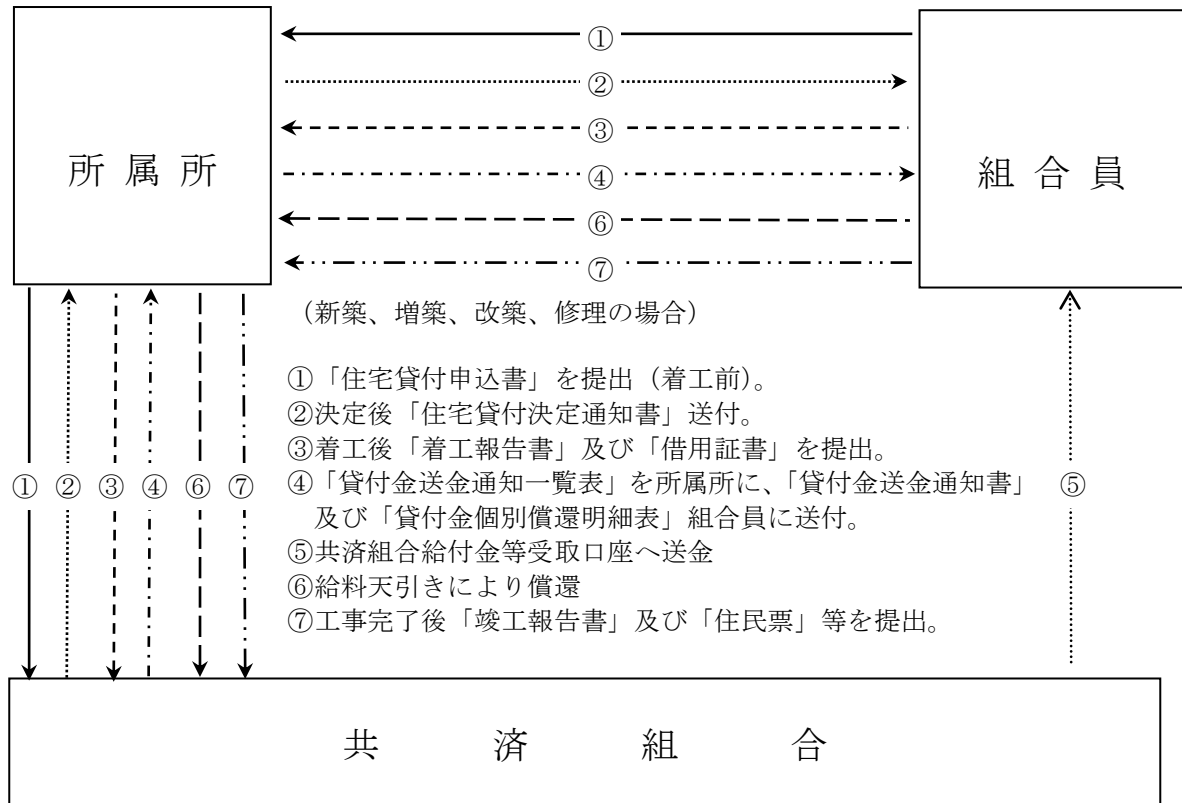 ①
②
③
所属所
④
組合員
⑥
⑦
（新築、増築、改築、修理の場合）
①「住宅貸付申込書」を提出（着工前）。
②決定後「住宅貸付決定通知書」送付。
③着工後「着工報告書」及び「借用証書」を提出。
④「貸付金送金通知一覧表」を所属所に、「貸付金送金通知書」
及び「貸付金個別償還明細表」組合員に送付。
⑤共済組合給付金等受取口座へ送金
⑥給料天引きにより償還
⑦工事完了後「竣工報告書」及び「住民票」等を提出。
① ② ③ ④ ⑥ ⑦
⑤
共済組合